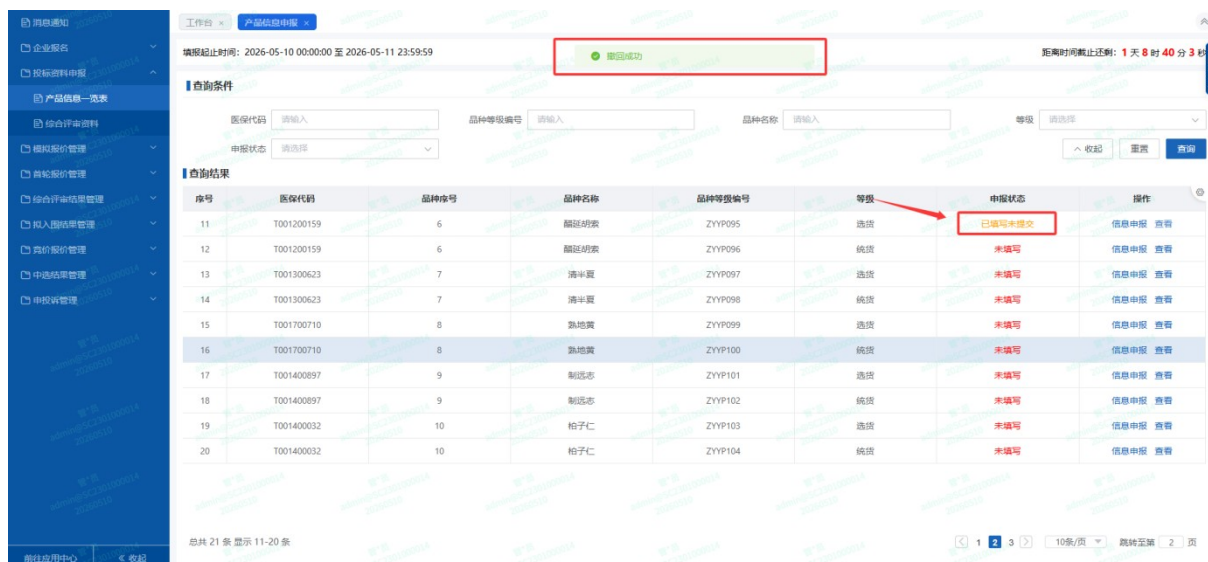 消息通知
企业报名
投标资料申报
产品信息一览表
综合评审资料
模拟报价管理
首轮报价管理
综合评审结果管理
拟入围结果管理
竞价报价管理
中选结果管理
申投诉管理
前往应用中心 《 收起
工作台 × 产品信息申报 ×
填报起止时间：2026-05-10 00:00:00 至 2026-05-11 23:59:59 撤回成功 距离时间截止还剩：1 天 8 时 40 分 3 秒
查询条件
医保代码 请输入 品种等级编号 请输入 品种名称 请输入 等级 请选择
申报状态 请选择 收起 重置 查询
查询结果
序号 医保代码 品种序号 品种名称 品种等级编号 等级 申报状态 操作
11 T001200159 6 醋延胡索 ZYYP095 选货 已填写未提交 信息申报 查看
12 T001200159 6 醋延胡索 ZYYP096 统货 未填写 信息申报 查看
13 T001300623 7 清半夏 ZYYP097 选货 未填写 信息申报 查看
14 T001300623 7 清半夏 ZYYP098 统货 未填写 信息申报 查看
15 T001700710 8 熟地黄 ZYYP099 选货 未填写 信息申报 查看
16 T001700710 8 熟地黄 ZYYP100 统货 未填写 信息申报 查看
17 T001400897 9 制远志 ZYYP101 选货 未填写 信息申报 查看
18 T001400897 9 制远志 ZYYP102 统货 未填写 信息申报 查看
19 T001400032 10 柏子仁 ZYYP103 选货 未填写 信息申报 查看
20 T001400032 10 柏子仁 ZYYP104 统货 未填写 信息申报 查看
总共 21 条 显示 11-20 条 1 2 3 10条/页 跳转至第 2 页